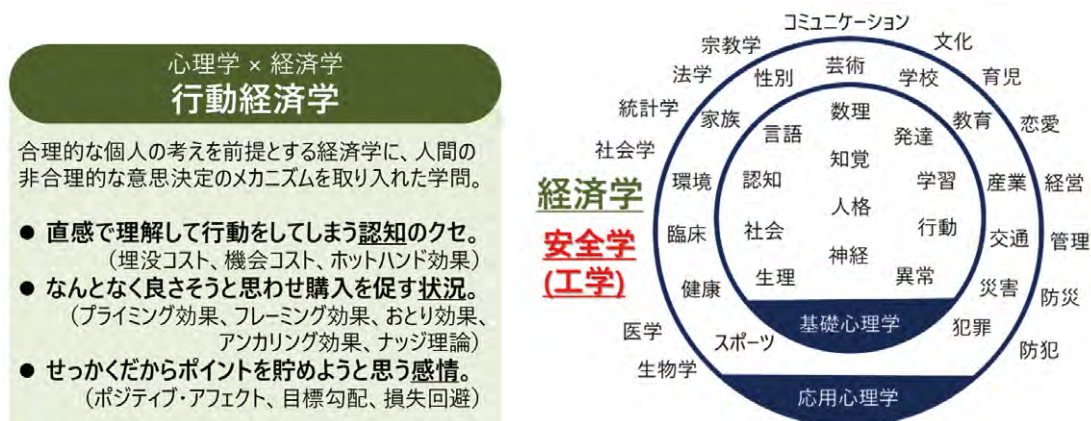 心理学 × 経済学
行動経済学
合理的な個人の考えを前提とする経済学に、人間の
非合理的な意思決定のメカニズムを取り入れた学問。
● 直感で理解して行動をしてしまう認知のクセ。
(埋没コスト、機会コスト、ホットハンド効果)
● なんとなく良さそうと思わせ購入を促す状況。
(プライミング効果、フレーミング効果、おとり効果、
アンカリング効果、ナッジ理論)
● せっかくだからポイントを貯めようと思う感情。
(ポジティブ・アフェクト、目標勾配、損失回避)
コミュニケーション
宗教学
文化
法学
育児
統計学
恋愛
社会学
経済学
経営
安全学
(工学)
管理
防災
医学
防犯
生物学
芸術
性別
学校
家族
教育
環境
産業
臨床
交通
健康
災害
スポーツ
犯罪
応用心理学
数理
言語
発達
知覚
認知
学習
人格
社会
行動
神経
生理
異常
基礎心理学